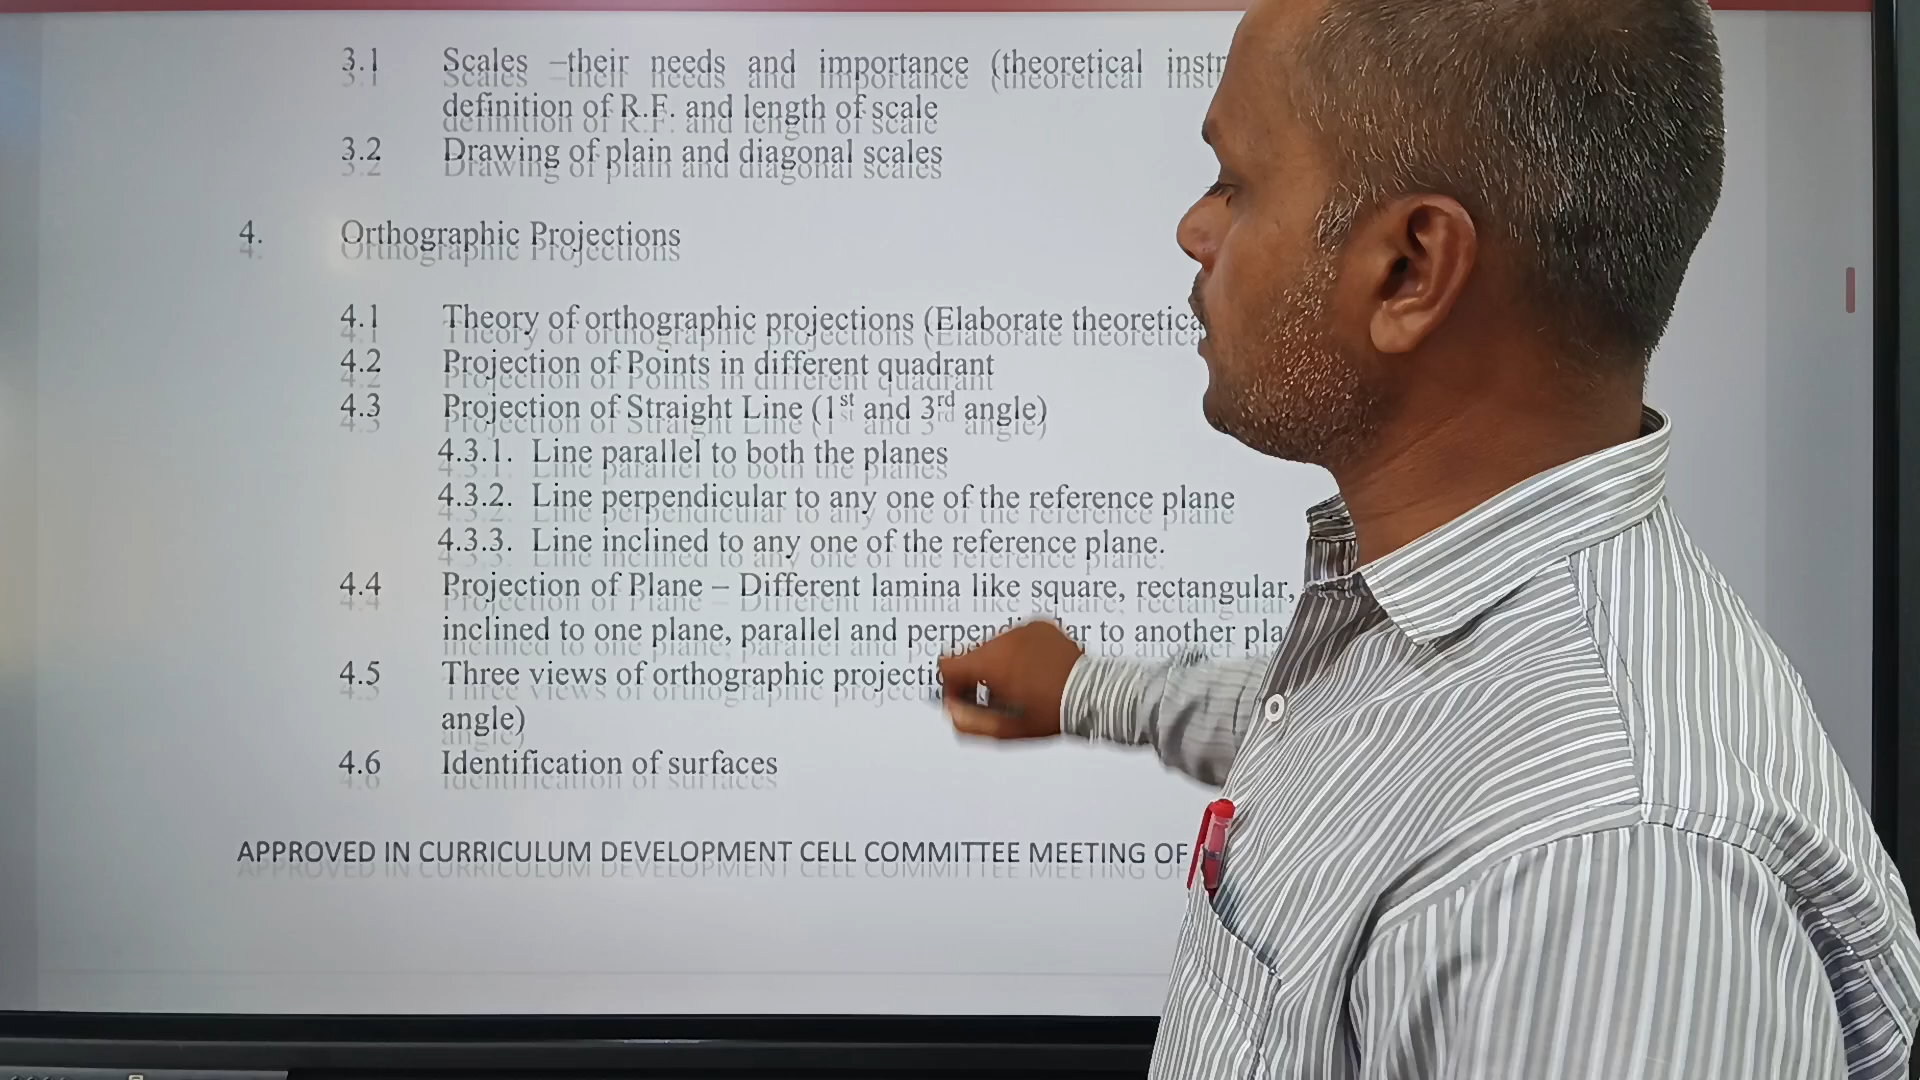 3.1 Scales –their needs and importance (theoretical
definition of R.F. and length of scale
3.2 Drawing of plain and diagonal scales
4. Orthographic Projections
4.1 Theory of orthographic projections (Elaborate
4.2 Projection of Points in different quadrant
4.3 Projection of Straight Line (1st and 3rd angle)
4.3.1. Line parallel to both the planes
4.3.2. Line perpendicular to any one of the reference plane
4.3.3. Line inclined to any one of the reference plane.
4.4 Projection of Plane – Different lamina like square, rectangular,
inclined to one plane, parallel and to another
4.5 Three views of orthographic
angle)
4.6 Identification of surfaces
APPROVED IN CURRICULUM DEVELOPMENT CELL COMMITTEE MEETING OF